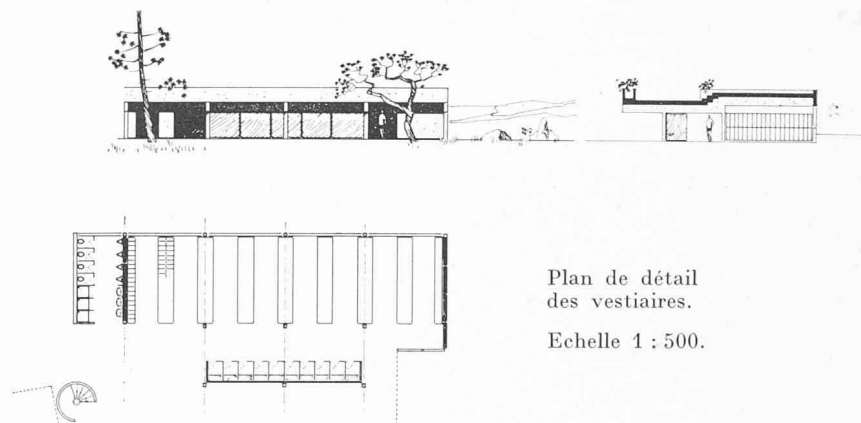 Plan de détail
des vestiaires.
Echelle 1 : 500.